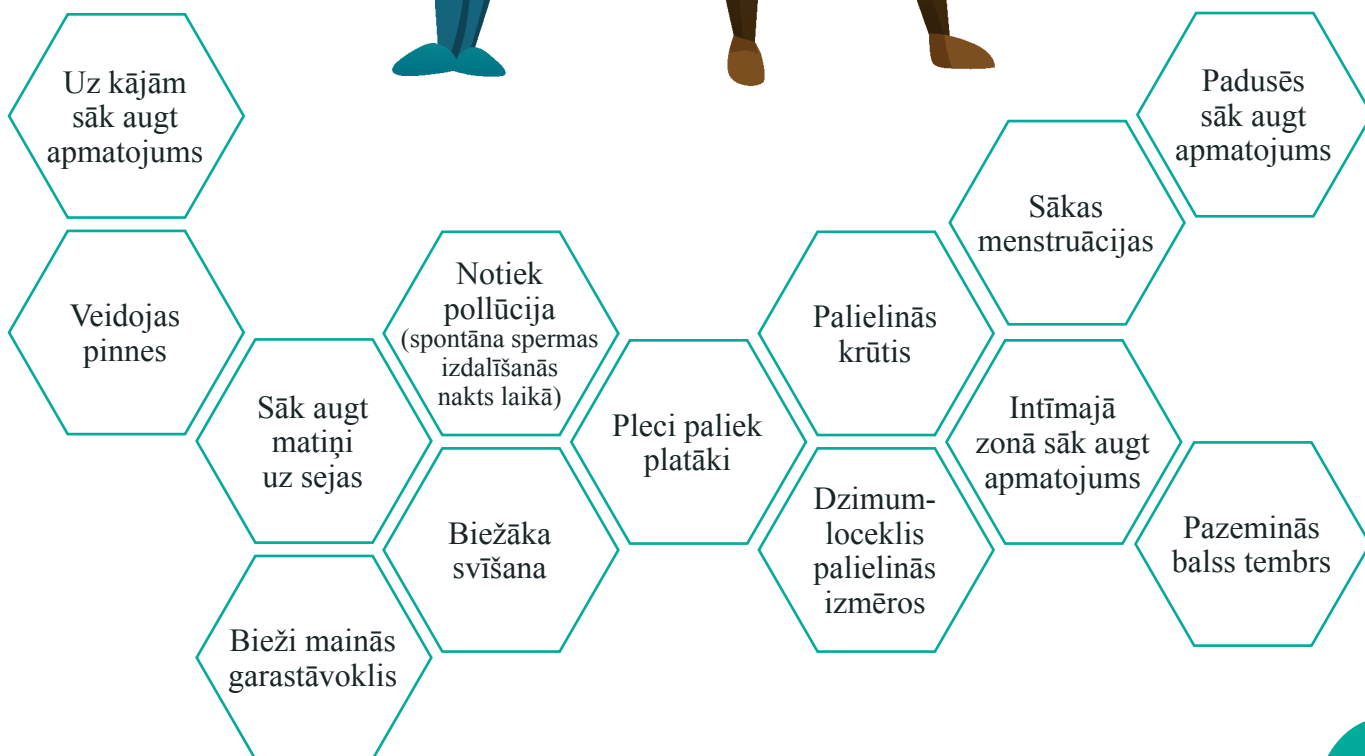 Uz kājām
sāk augt
apmatojums
Padusēs
sāk augt
apmatojums
Sākas
menstruācijas
Veidojas
pinnes
Notiek
pollūcija
(spontāna spermas
izdalīšanās
nakts laikā)
Palielinās
krūtis
Sāk augt
matiņi
uz sejas
Pleci paliek
platāki
Intīmajā
zonā sāk augt
apmatojums
Biežāka
svīšana
Dzimum-
loceklis
palielinās
izmēros
Pazeminās
balss tembrs
Bieži mainās
garastāvoklis